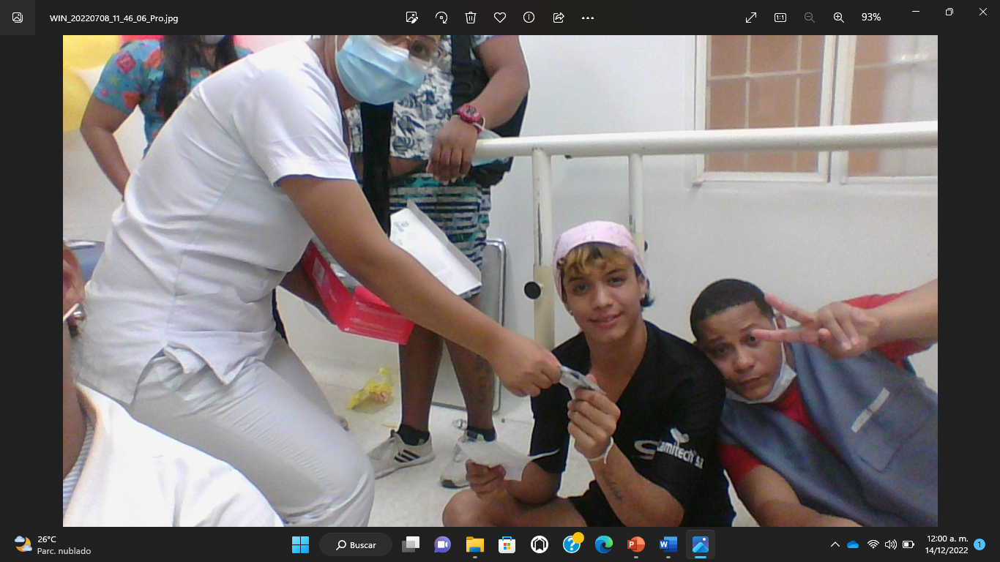 WIN_20220708_11_46_06_Pro.jpg
93%
26°C
Parc. nublado
Buscar
12:00 a. m.
14/12/2022
1